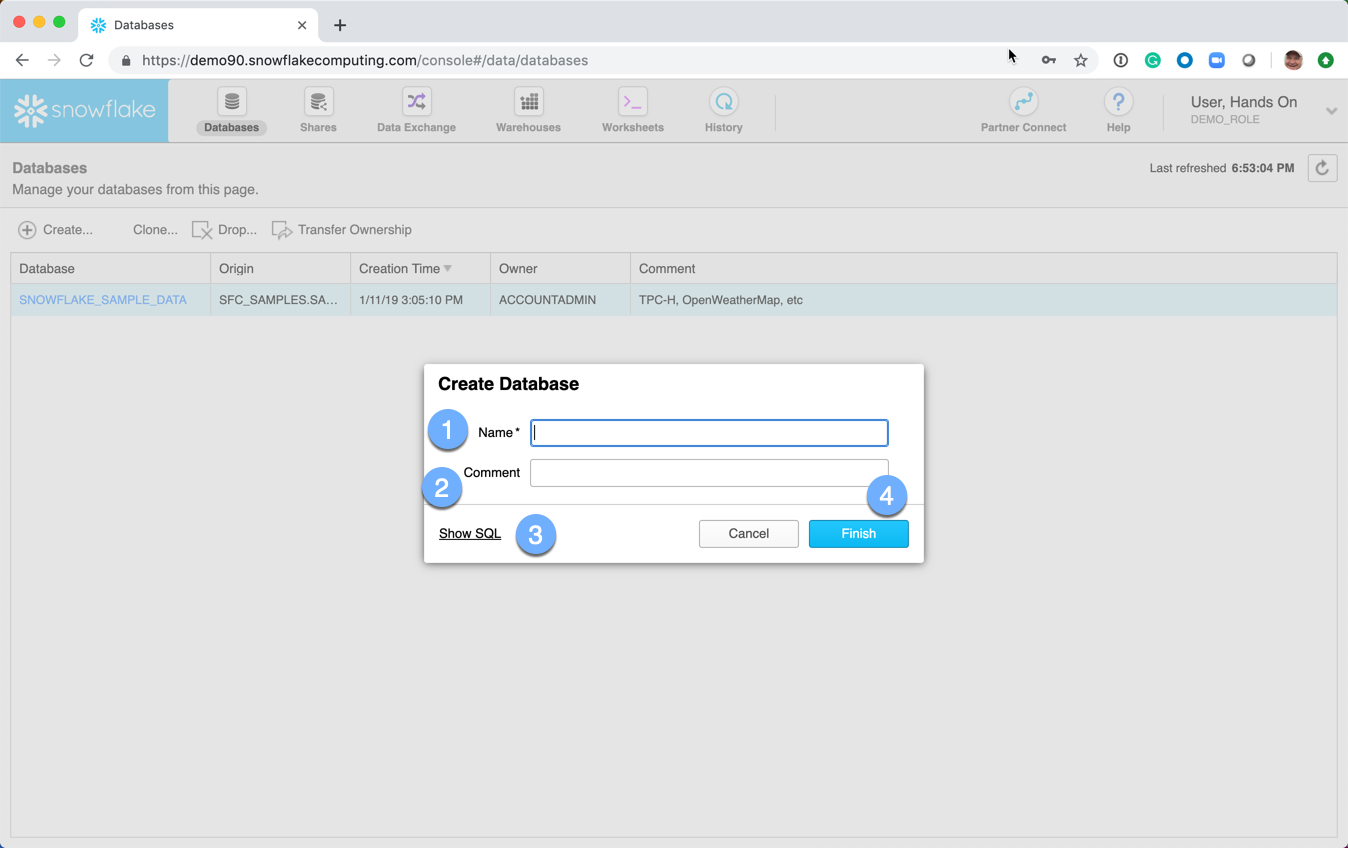 Databases
https://demo90.snowflakecomputing.com/console#/data/databases
snowflake
Databases
Shares
Data Exchange
Warehouses
Worksheets
History
Partner Connect
Help
User, Hands On
DEMO_ROLE
Databases
Manage your databases from this page.
Last refreshed 6:53:04 PM
Create... Clone... Drop... Transfer Ownership
Database Origin Creation Time Owner Comment
SNOWFLAKE_SAMPLE_DATA SFC_SAMPLES.SA... 1/11/19 3:05:10 PM ACCOUNTADMIN TPC-H, OpenWeatherMap, etc
Create Database
1 Name*
2 Comment
4
Show SQL 3 Cancel Finish